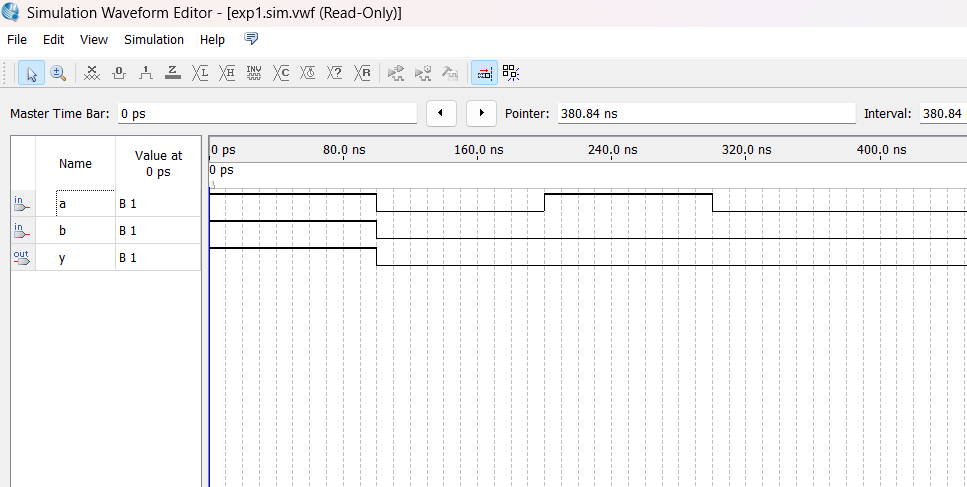 Simulation Waveform Editor - [exp1.sim.vwf (Read-Only)]
File Edit View Simulation Help
Master Time Bar: 0 ps Pointer: 380.84 ns Interval: 380.84
Name Value at 0 ps 0 ps 80.0 ns 160.0 ns 240.0 ns 320.0 ns 400.0 ns
0 ps
in a B 1
in b B 1
out y B 1